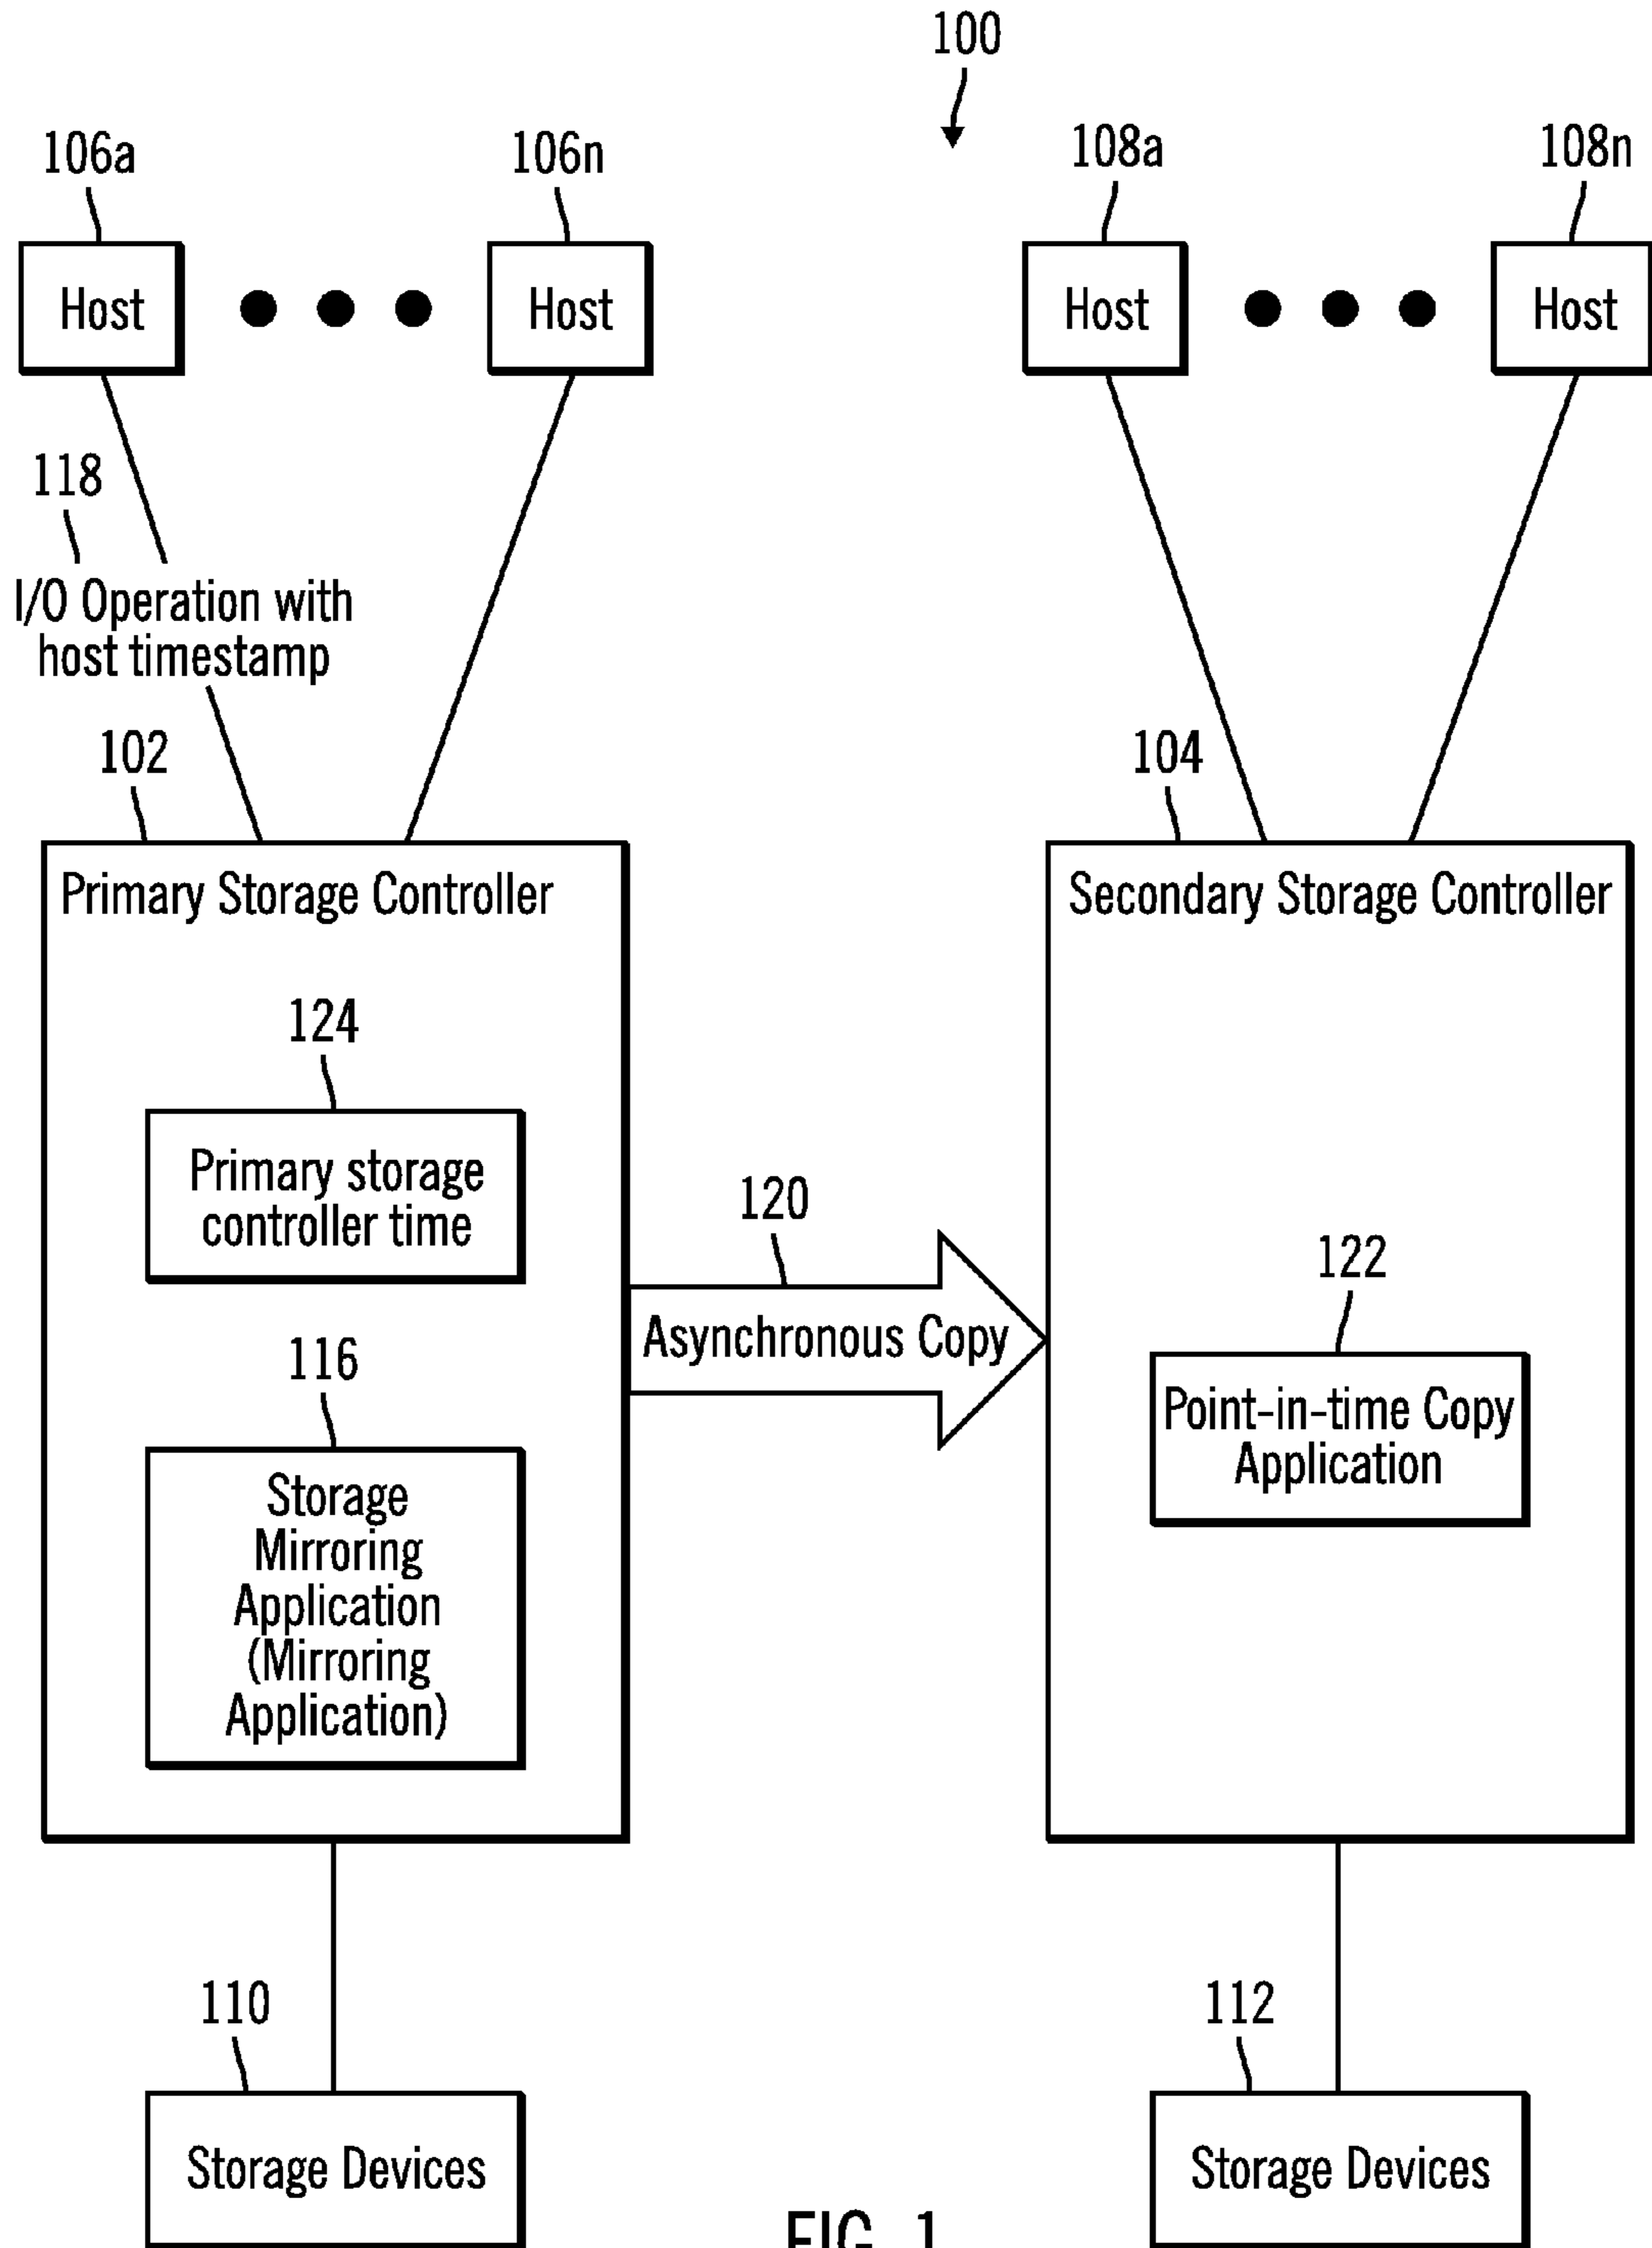 100
106a
106n
108a
108n
Host
Host
Host
Host
118
I/O Operation with
host timestamp
102
104
Primary Storage Controller
Secondary Storage Controller
124
Primary storage
controller time
120
Asynchronous Copy
122
Point-in-time Copy
Application
116
Storage
Mirroring
Application
(Mirroring
Application)
110
112
Storage Devices
Storage Devices
FIG. 1